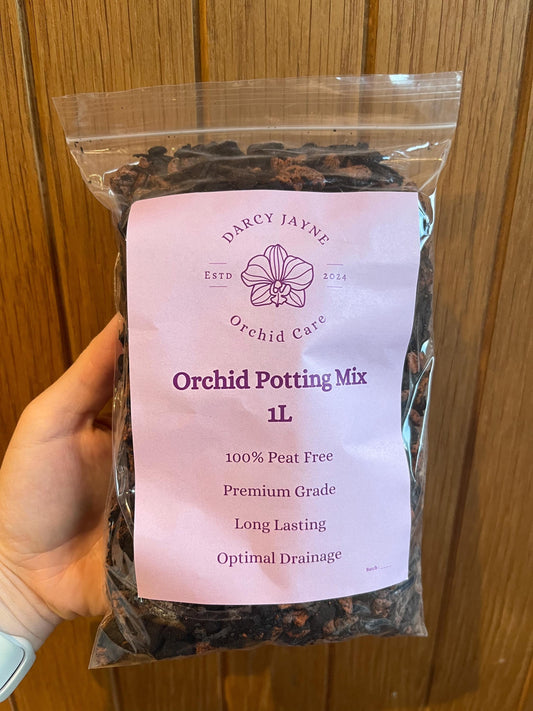 DARCY JAYNE
ESTD 2024
Orchid Care
Orchid Potting Mix
1L
100% Peat Free
Premium Grade
Long Lasting
Optimal Drainage
Batch